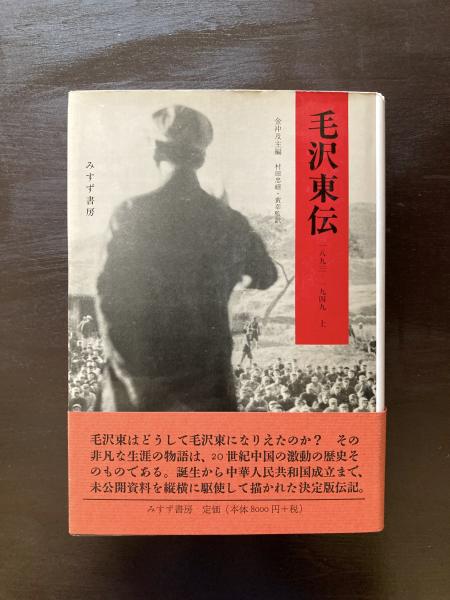 毛沢東伝
一八九三―一九四九 上
金冲及主編 村田忠禧・黄幸監訳
みすず書房
毛沢東はどうして毛沢東になりえたのか? その
非凡な生涯の物語は、20世紀中国の激動の歴史そ
のものである。誕生から中華人民共和国成立まで、
未公開資料を縦横に駆使して描かれた決定版伝記。
みすず書房 定価(本体8000円+税)